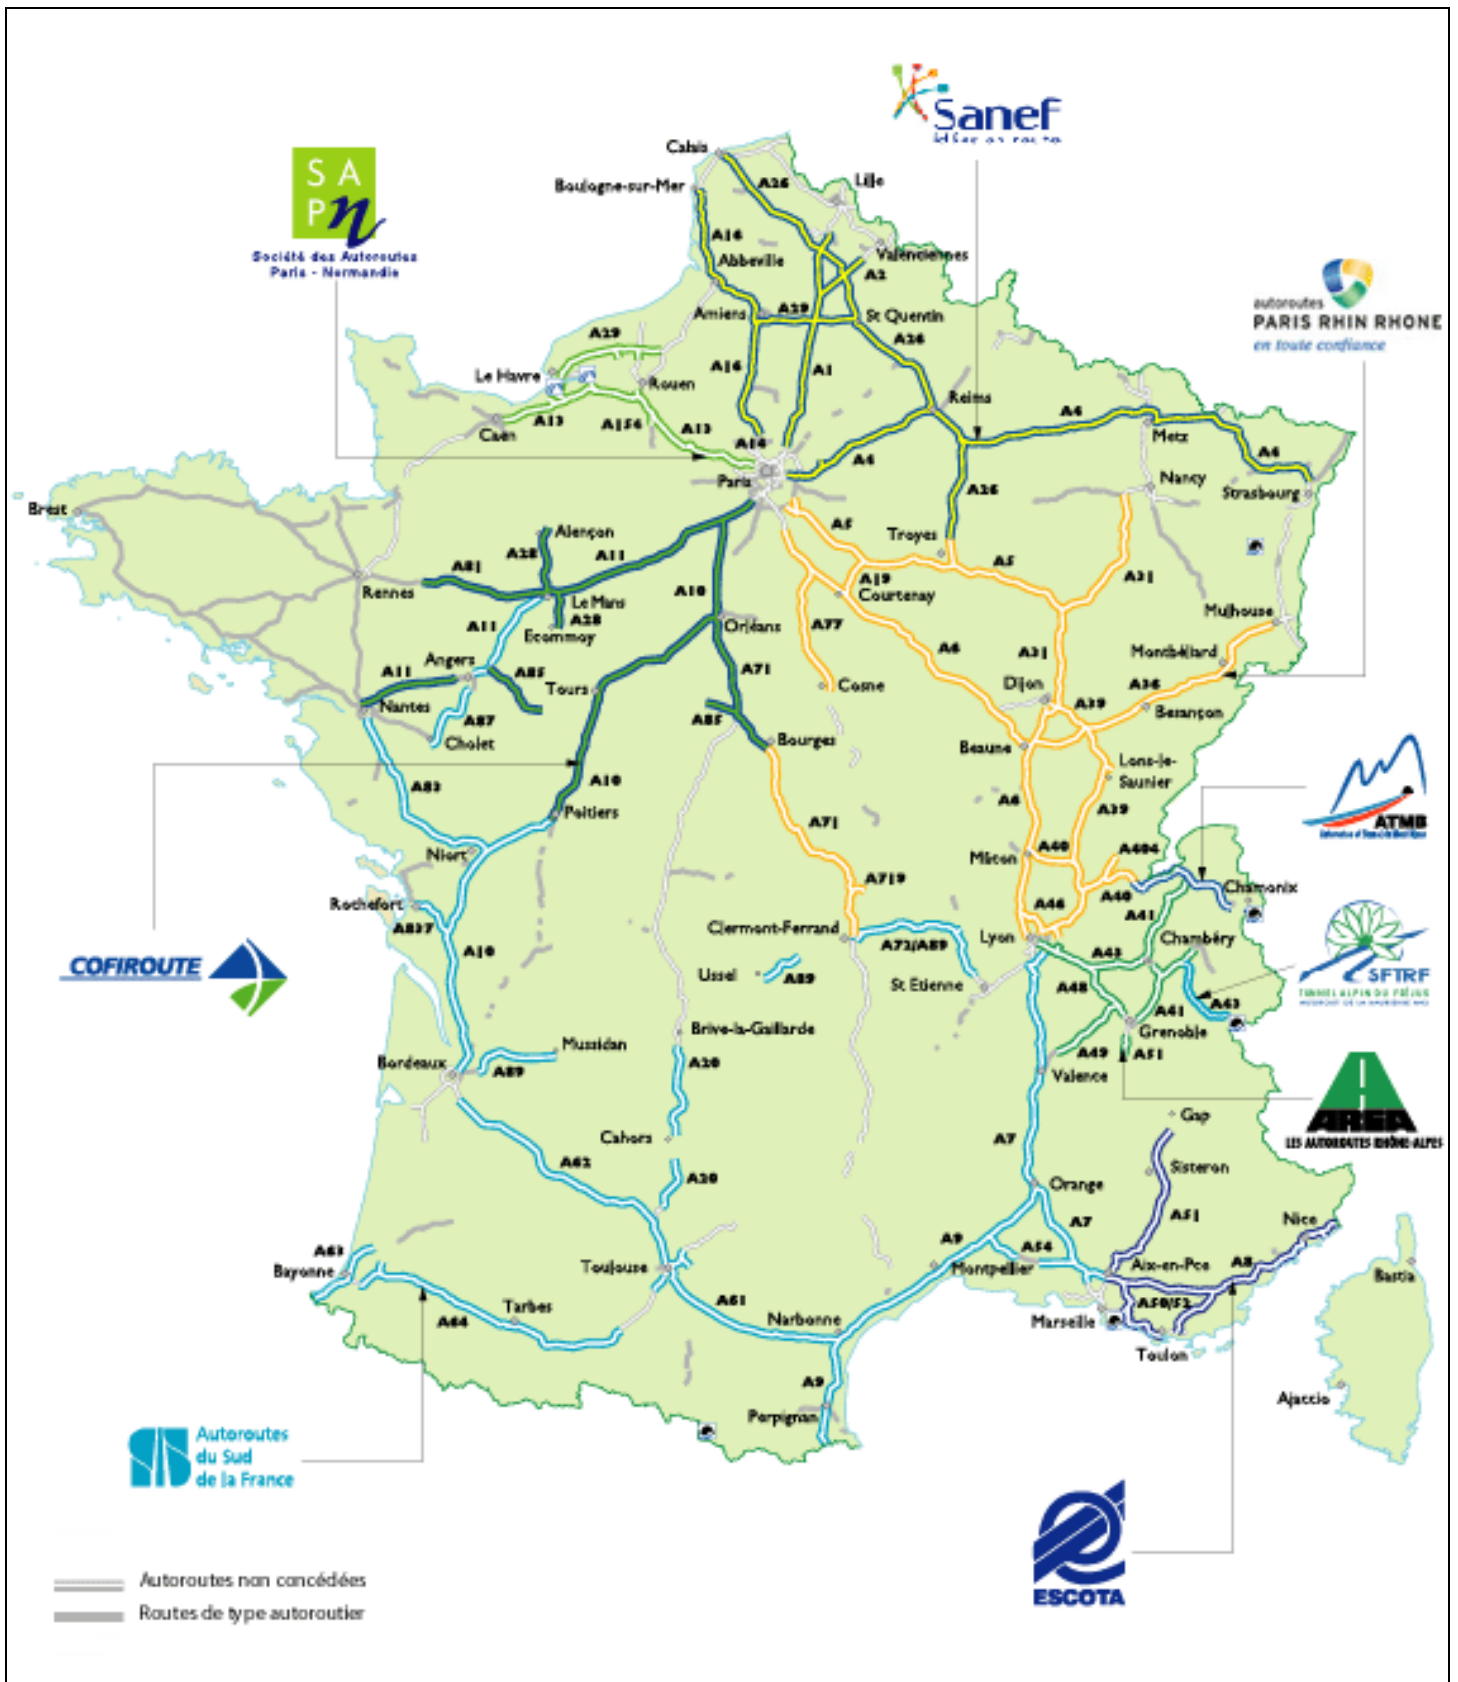 Sanef
Calais
A26
Lille
Boulogne-sur-Mer
SA
Pn
Société des Autoroutes
Paris - Normandie
A16
Abbeville
Valenciennes
A2
autoroutes
PARIS RHIN RHONE
en toute confiance
Amiens
A29
St Quentin
A26
A29
A16
A1
Le Havre
Rouen
Reims
A4
Caen
A13
A154
A13
A14
Metz
A4
A4
Paris
Nancy
A26
Strasbourg
Brest
A5
Troyes
Alençon
A28
A11
A5
A81
A19
A31
Rennes
A10
Courtenay
Le Mans
A28
Mulhouse
A11
Ecommoy
Orléans
A77
A6
A31
Montbéliard
Angers
A11
A85
A71
Dijon
A36
Tours
Cosne
A39
Besançon
Nantes
A87
A85
Cholet
Bourges
Beaune
Lons-le-
Saunier
A83
A10
A6
A39
Poitiers
A71
ATMB
Niort
Mâcon
A40
A404
A719
Chamonix
Rochefort
A46
A40
A41
A837
Clermont-Ferrand
A72/A89
Lyon
Chambéry
A10
A43
COFIROUTE
Ussel
A89
St Etienne
A48
SFTRF
TUNNEL ALPIN DU FRÉJUS
A41
A43
Brive-la-Gaillarde
Grenoble
Mussidan
A49
A51
Bordeaux
A89
A20
Valence
AREA
LES AUTOROUTES RHÔNE-ALPES
Gap
Cahors
A7
A62
Sisteron
A20
Orange
A51
A7
Nice
A63
A9
A54
Bayonne
Toulouse
Montpellier
Aix-en-Pce
A8
Bastia
A61
A50/52
Tarbes
A64
Narbonne
Marseille
Toulon
A9
Ajaccio
Perpignan
Autoroutes
du Sud
de la France
ESCOTA
Autoroutes non concédées
Routes de type autoroutier